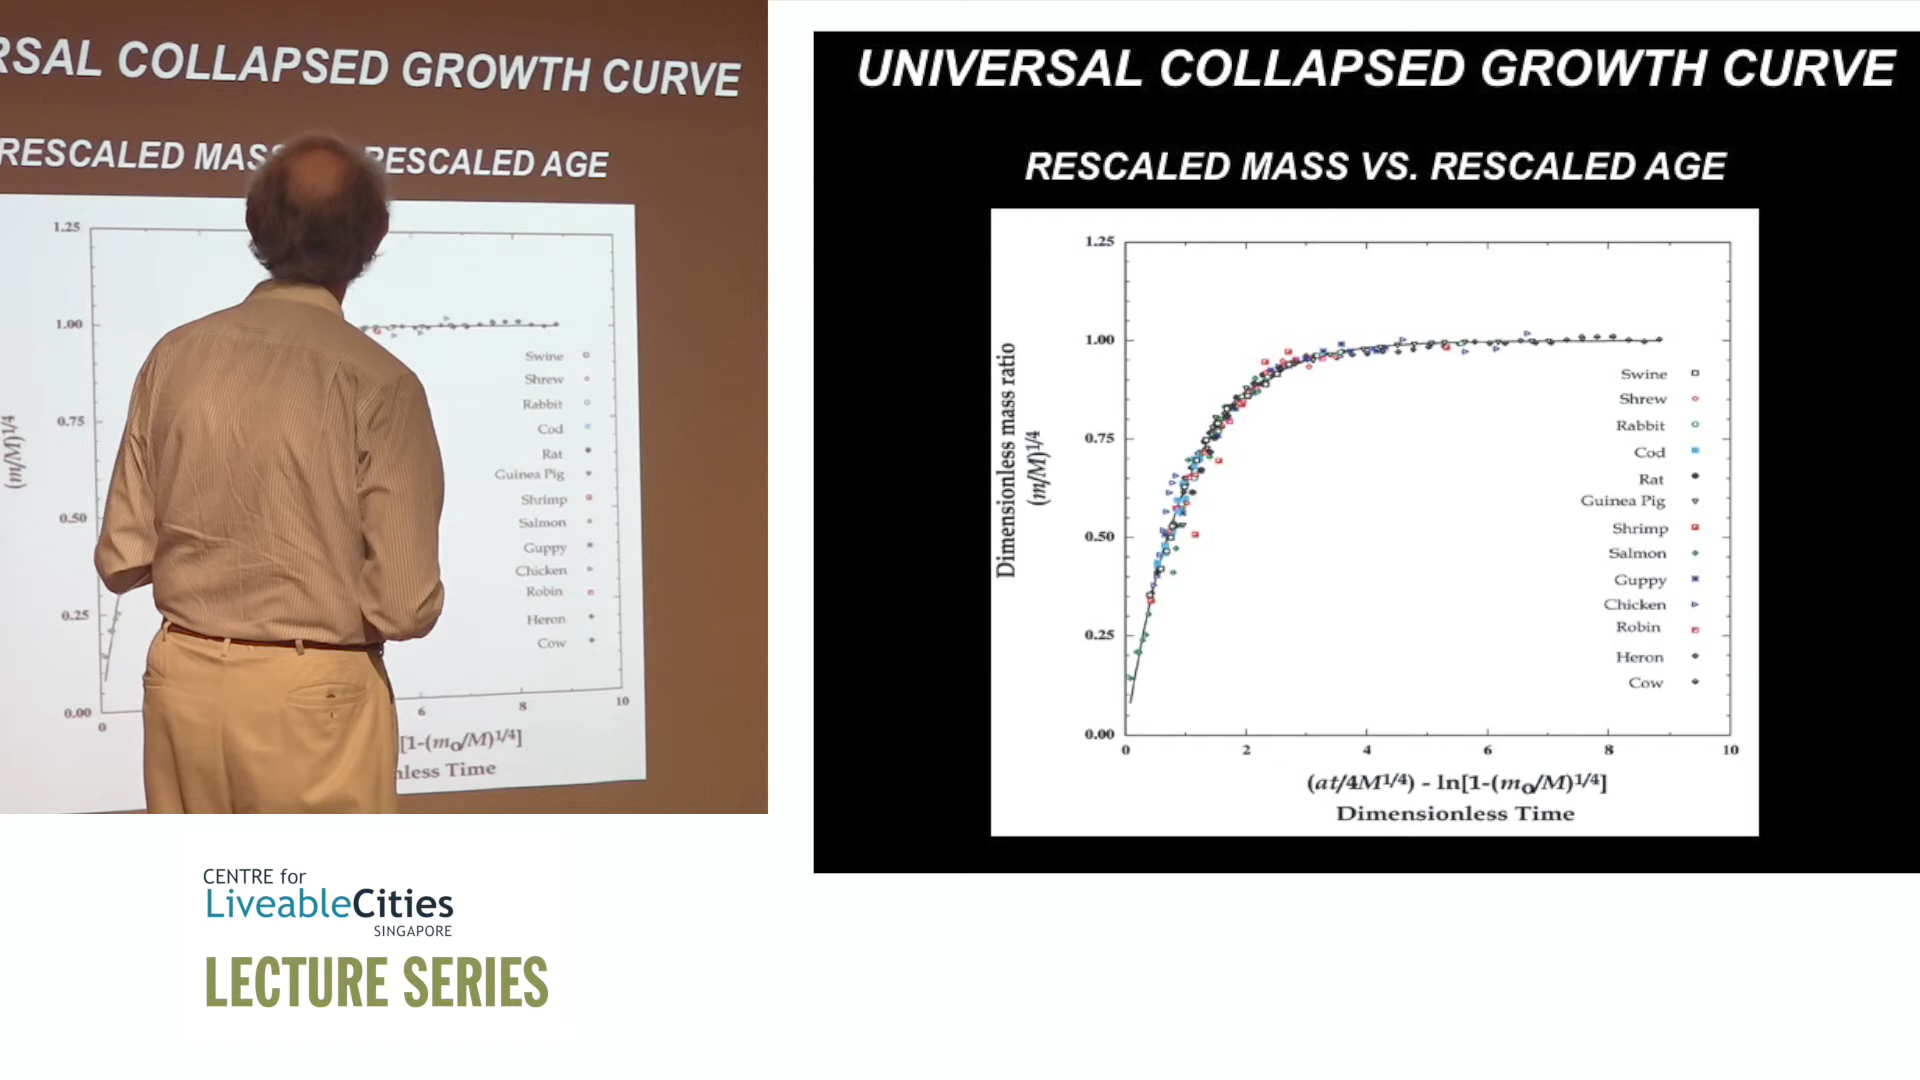 RSAL COLLAPSED GROWTH CURVE
RESCALED MASS RESCALED AGE
1.25
1.00
0.75
0.50
0.25
0.00
(m/M)1/4
Swine
Shrew
Rabbit
Cod
Rat
Guinea Pig
Shrimp
Salmon
Guppy
Chicken
Robin
Heron
Cow
0 6 8 10
[1-(mo/M)1/4]
nless Time
CENTRE for
LiveableCities
SINGAPORE
LECTURE SERIES
UNIVERSAL COLLAPSED GROWTH CURVE
RESCALED MASS VS. RESCALED AGE
Dimensionless mass ratio
(m/M)1/4
1.25
1.00
0.75
0.50
0.25
0.00
Swine
Shrew
Rabbit
Cod
Rat
Guinea Pig
Shrimp
Salmon
Guppy
Chicken
Robin
Heron
Cow
0 2 4 6 8 10
(at/4M1/4) - ln[1-(mo/M)1/4]
Dimensionless Time